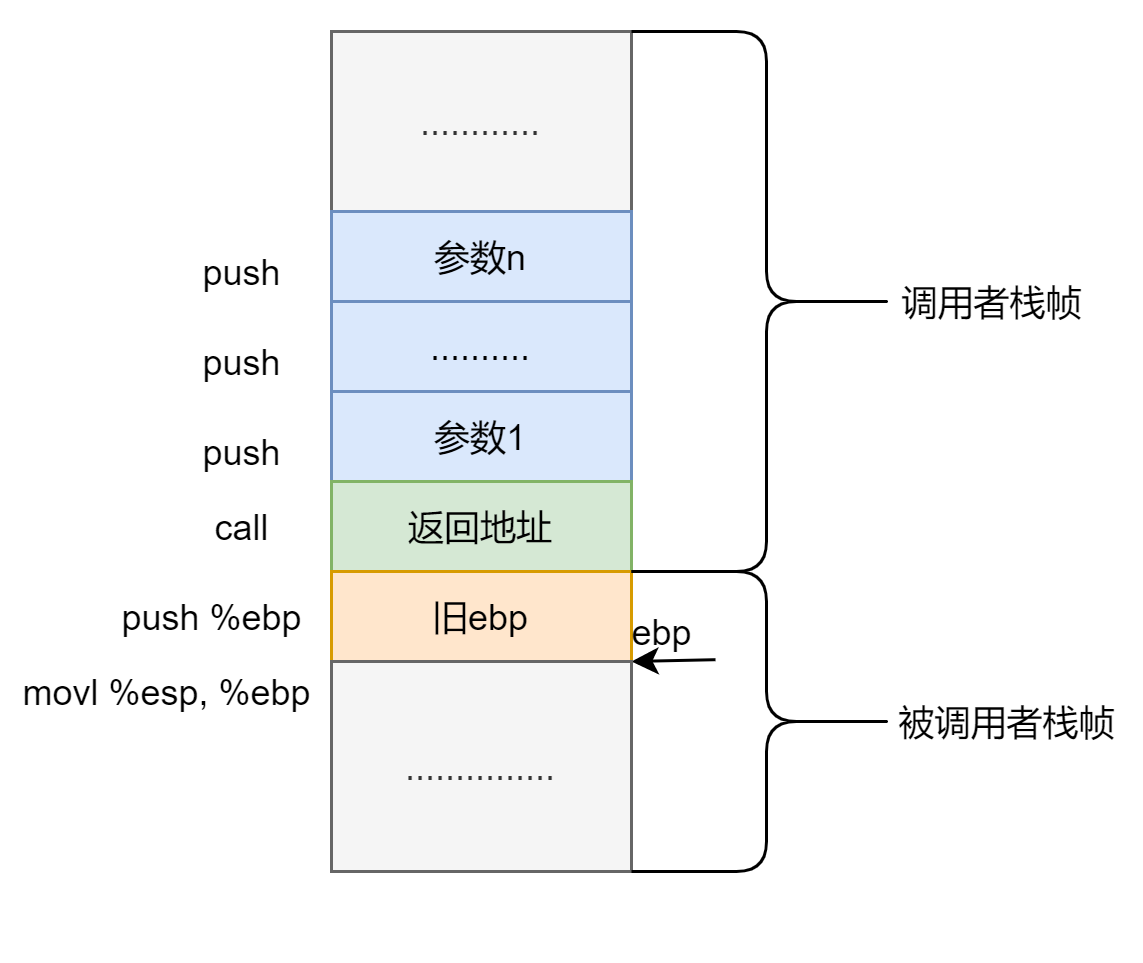 ............
push
参数n
调用者栈帧
push
..........
push
参数1
call
返回地址
push %ebp
旧ebp
ebp
movl %esp, %ebp
被调用者栈帧
...............